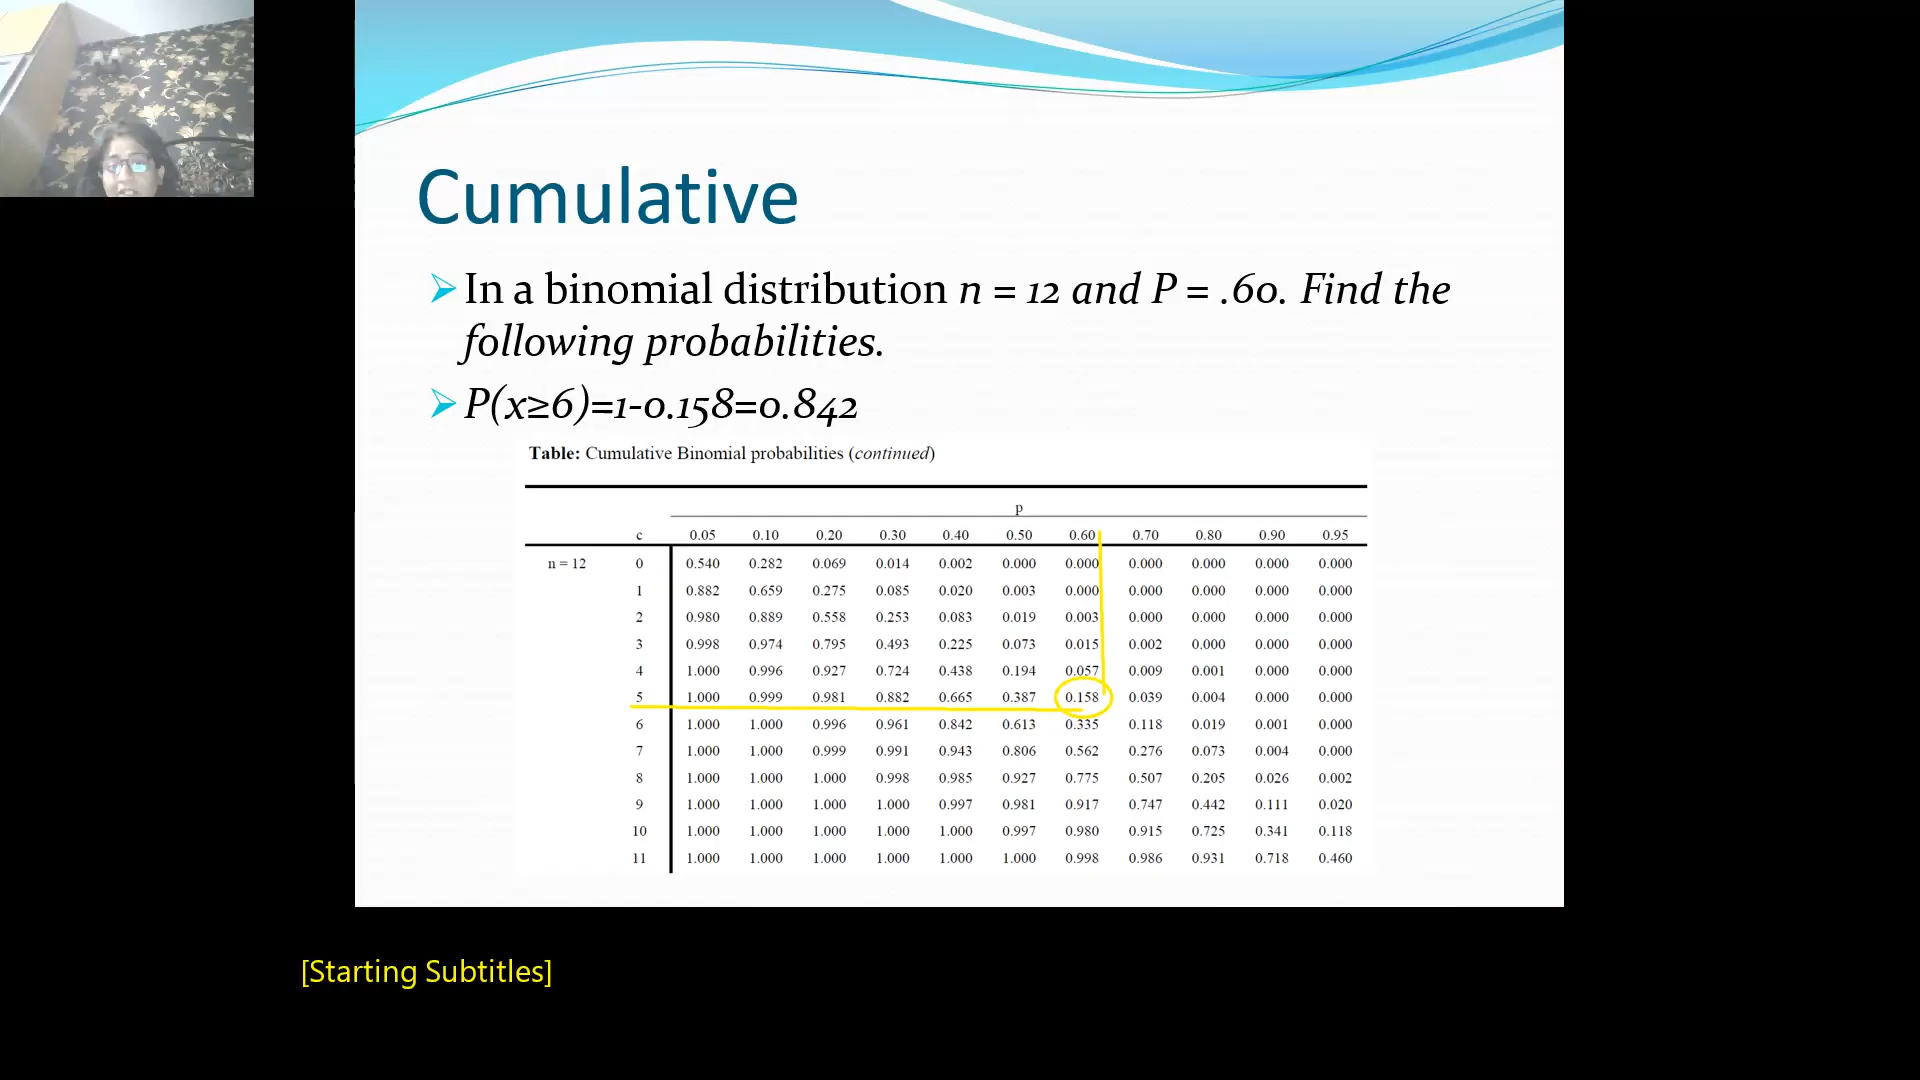 Cumulative
In a binomial distribution n = 12 and P = .60. Find the
following probabilities.
P(x≥6)=1-0.158=0.842
Table: Cumulative Binomial probabilities (continued)
p
c 0.05 0.10 0.20 0.30 0.40 0.50 0.60 0.70 0.80 0.90 0.95
n = 12 0 0.540 0.282 0.069 0.014 0.002 0.000 0.000 0.000 0.000 0.000 0.000
1 0.882 0.659 0.275 0.085 0.020 0.003 0.000 0.000 0.000 0.000 0.000
2 0.980 0.889 0.558 0.253 0.083 0.019 0.003 0.000 0.000 0.000 0.000
3 0.998 0.974 0.795 0.493 0.225 0.073 0.015 0.002 0.000 0.000 0.000
4 1.000 0.996 0.927 0.724 0.438 0.194 0.057 0.009 0.001 0.000 0.000
5 1.000 0.999 0.981 0.882 0.665 0.387 0.158 0.039 0.004 0.000 0.000
6 1.000 1.000 0.996 0.961 0.842 0.613 0.335 0.118 0.019 0.001 0.000
7 1.000 1.000 0.999 0.991 0.943 0.806 0.562 0.276 0.073 0.004 0.000
8 1.000 1.000 1.000 0.998 0.985 0.927 0.775 0.507 0.205 0.026 0.002
9 1.000 1.000 1.000 1.000 0.997 0.981 0.917 0.747 0.442 0.111 0.020
10 1.000 1.000 1.000 1.000 1.000 0.997 0.980 0.915 0.725 0.341 0.118
11 1.000 1.000 1.000 1.000 1.000 1.000 0.998 0.986 0.931 0.718 0.460
[Starting Subtitles]